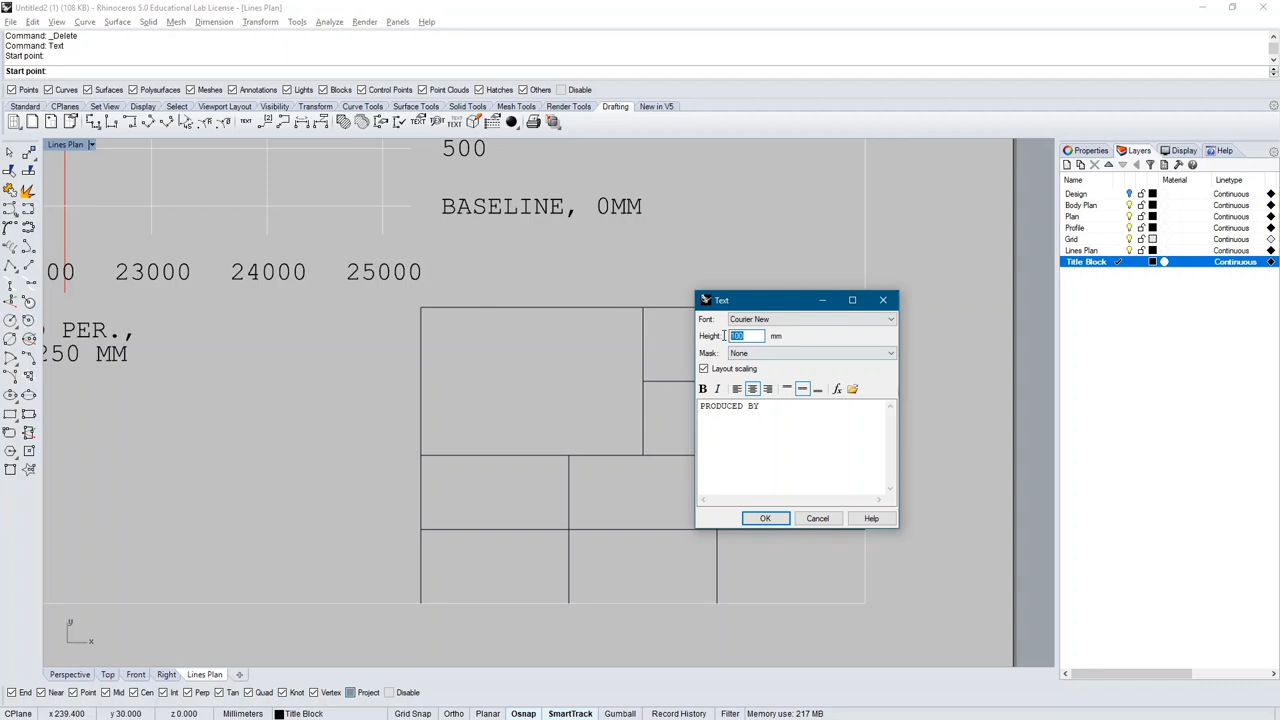 Untitled2 (1) (108 KB) - Rhinoceros 5.0 Educational Lab License - [Lines Plan]
File Edit View Curve Surface Solid Mesh Dimension Transform Tools Analyze Render Panels Help
Command: _Delete
Command: Text
Start point:
Start point:
Points Curves Surfaces Polysurfaces Meshes Annotations Lights Blocks Control Points Point Clouds Hatches Others Disable
Standard CPlanes Set View Display Select Viewport Layout Visibility Transform Curve Tools Surface Tools Solid Tools Mesh Tools Render Tools Drafting New in V5
Lines Plan
500
BASELINE, 0MM
00 23000 24000 25000
PER.,
250 MM
Text
Font: Courier New
Height: 100 mm
Mask: None
Layout scaling
B I
PRODUCED BY
OK Cancel Help
Properties Layers Display Help
Name Material Linetype
Design Continuous
Body Plan Continuous
Plan Continuous
Profile Continuous
Grid Continuous
Lines Plan Continuous
Title Block Continuous
y
x
Perspective Top Front Right Lines Plan
End Near Point Mid Cen Int Perp Tan Quad Knot Vertex Project Disable
CPlane x 239.400 y 30.000 z 0.000 Millimeters Title Block Grid Snap Ortho Planar Osnap SmartTrack Gumball Record History Filter Memory use: 217 MB